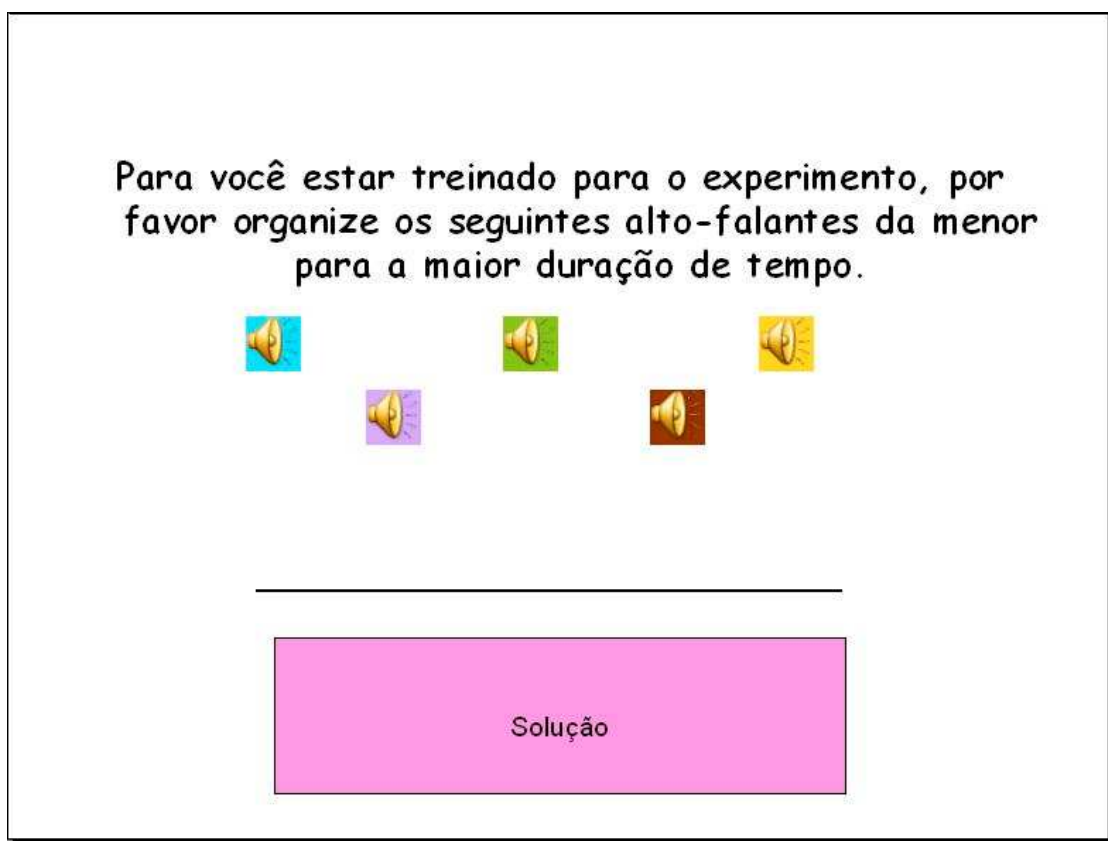 Para você estar treinado para o experimento, por
favor organize os seguintes alto-falantes da menor
para a maior duração de tempo.
Solução